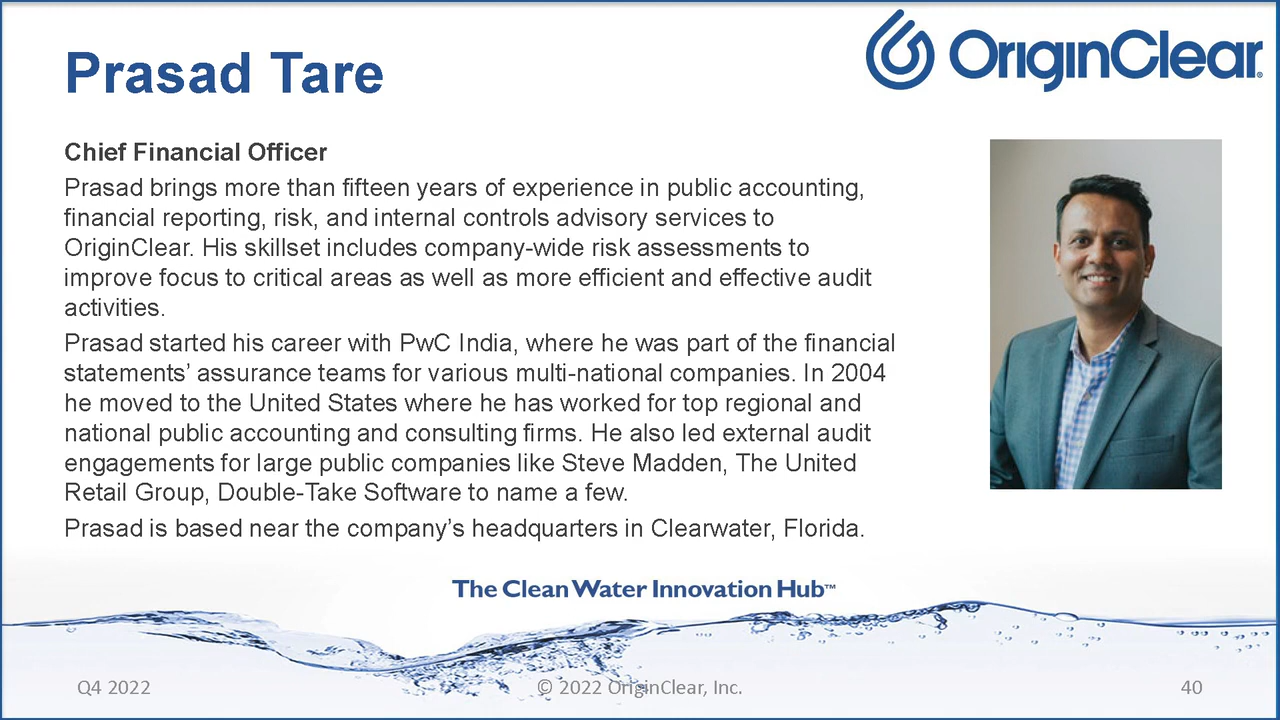 Prasad Tare
OriginClear®
Chief Financial Officer
Prasad brings more than fifteen years of experience in public accounting,
financial reporting, risk, and internal controls advisory services to
OriginClear. His skillset includes company-wide risk assessments to
improve focus to critical areas as well as more efficient and effective audit
activities.
Prasad started his career with PwC India, where he was part of the financial
statements’ assurance teams for various multi-national companies. In 2004
he moved to the United States where he has worked for top regional and
national public accounting and consulting firms. He also led external audit
engagements for large public companies like Steve Madden, The United
Retail Group, Double-Take Software to name a few.
Prasad is based near the company’s headquarters in Clearwater, Florida.
The Clean Water Innovation Hub™
Q4 2022
© 2022 OriginClear, Inc.
40